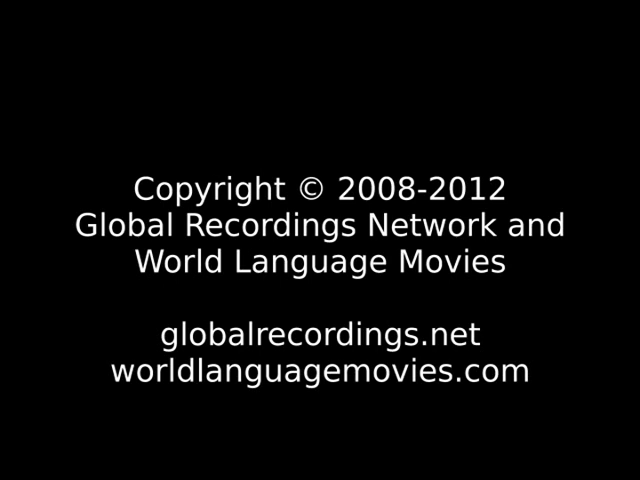 Copyright © 2008-2012
Global Recordings Network and
World Language Movies
globalrecordings.net
worldlanguagemovies.com